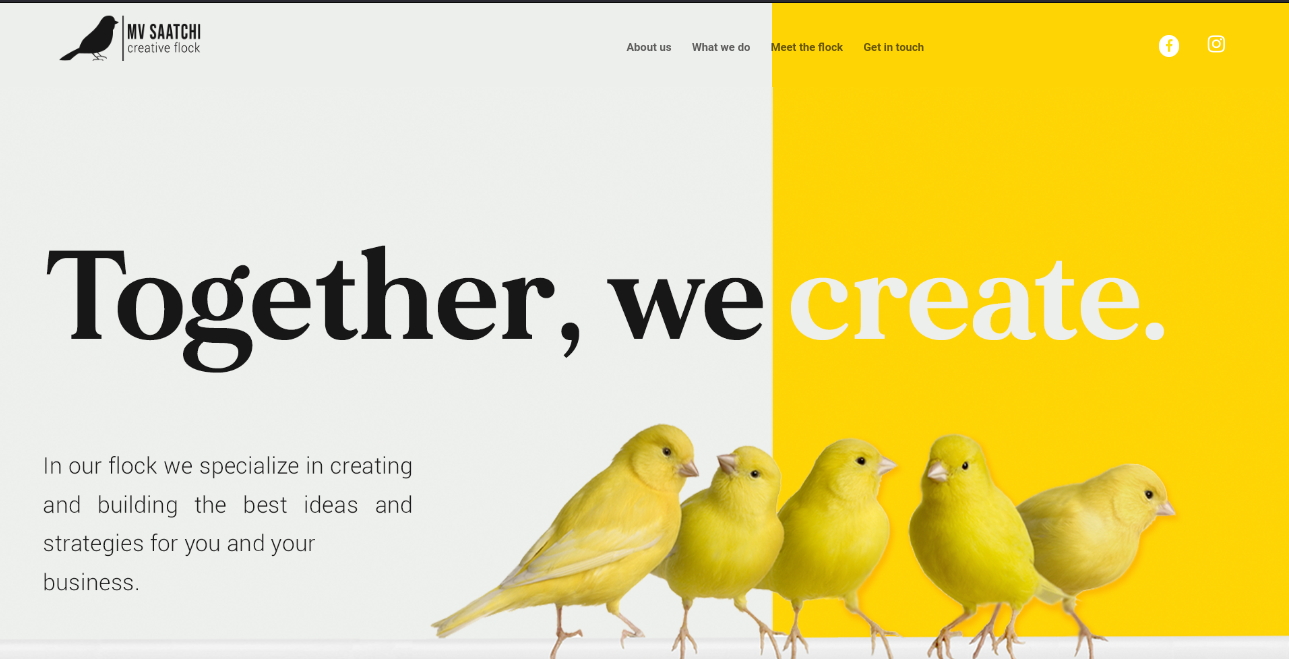 MV SAATCHI
creative flock
About us
What we do
Meet the flock
Get in touch
Together, we create.
In our flock we specialize in creating
and building the best ideas and
strategies for you and your
business.